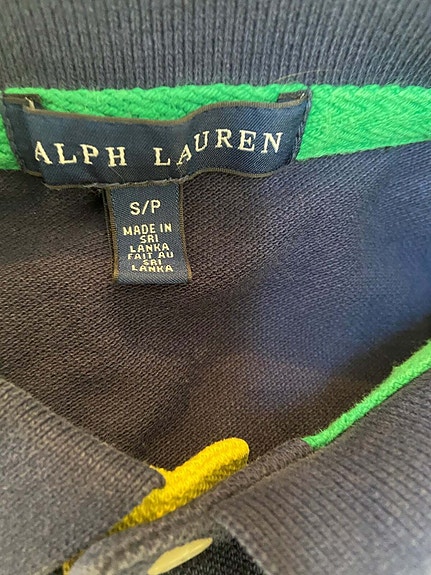 ALPH LAUREN
S/P
MADE IN
SRI
LANKA
FAIT AU
SRI
LANKA